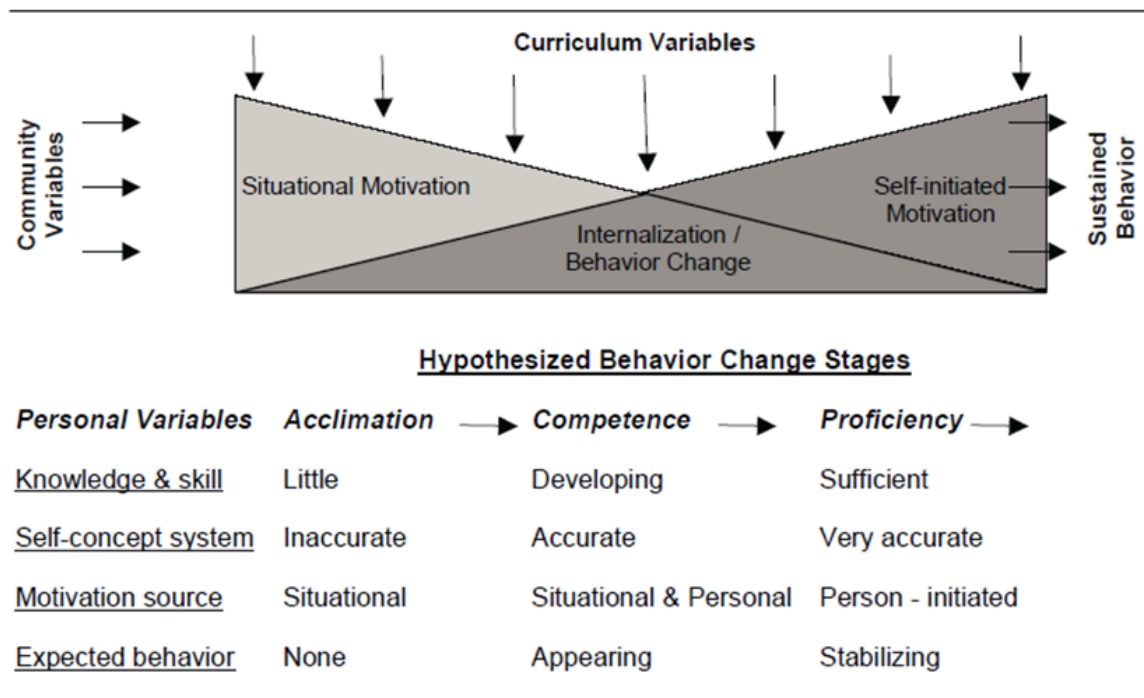 Curriculum Variables
Community
Variables
Situational Motivation
Internalization /
Behavior Change
Self-initiated
Motivation
Sustained
Behavior
Hypothesized Behavior Change Stages
Personal Variables Acclimation Competence Proficiency
Knowledge & skill Little Developing Sufficient
Self-concept system Inaccurate Accurate Very accurate
Motivation source Situational Situational & Personal Person - initiated
Expected behavior None Appearing Stabilizing